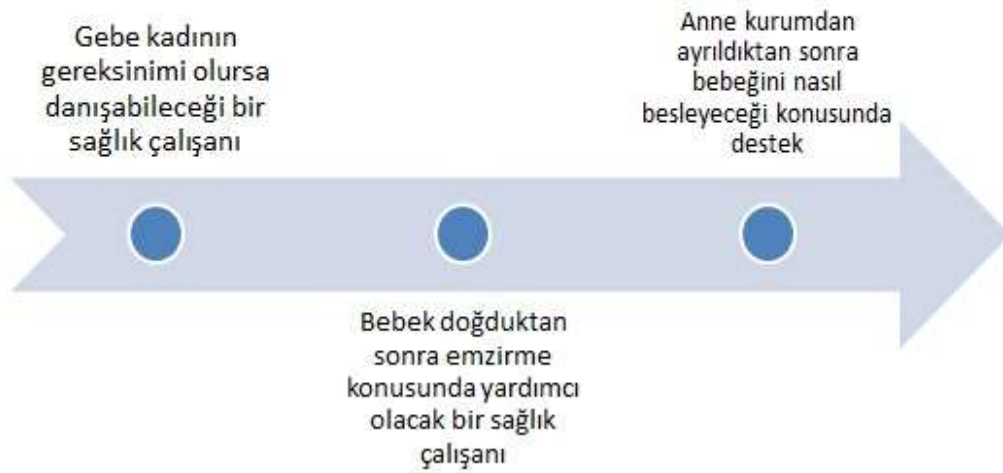 Gebe kadının
gereksinimi olursa
danışabileceği bir
sağlık çalışanı
Bebek doğduktan
sonra emzirme
konusunda yardımcı
olacak bir sağlık
çalışanı
Anne kurumdan
ayrıldıktan sonra
bebeğini nasıl
besleyeceği konusunda
destek